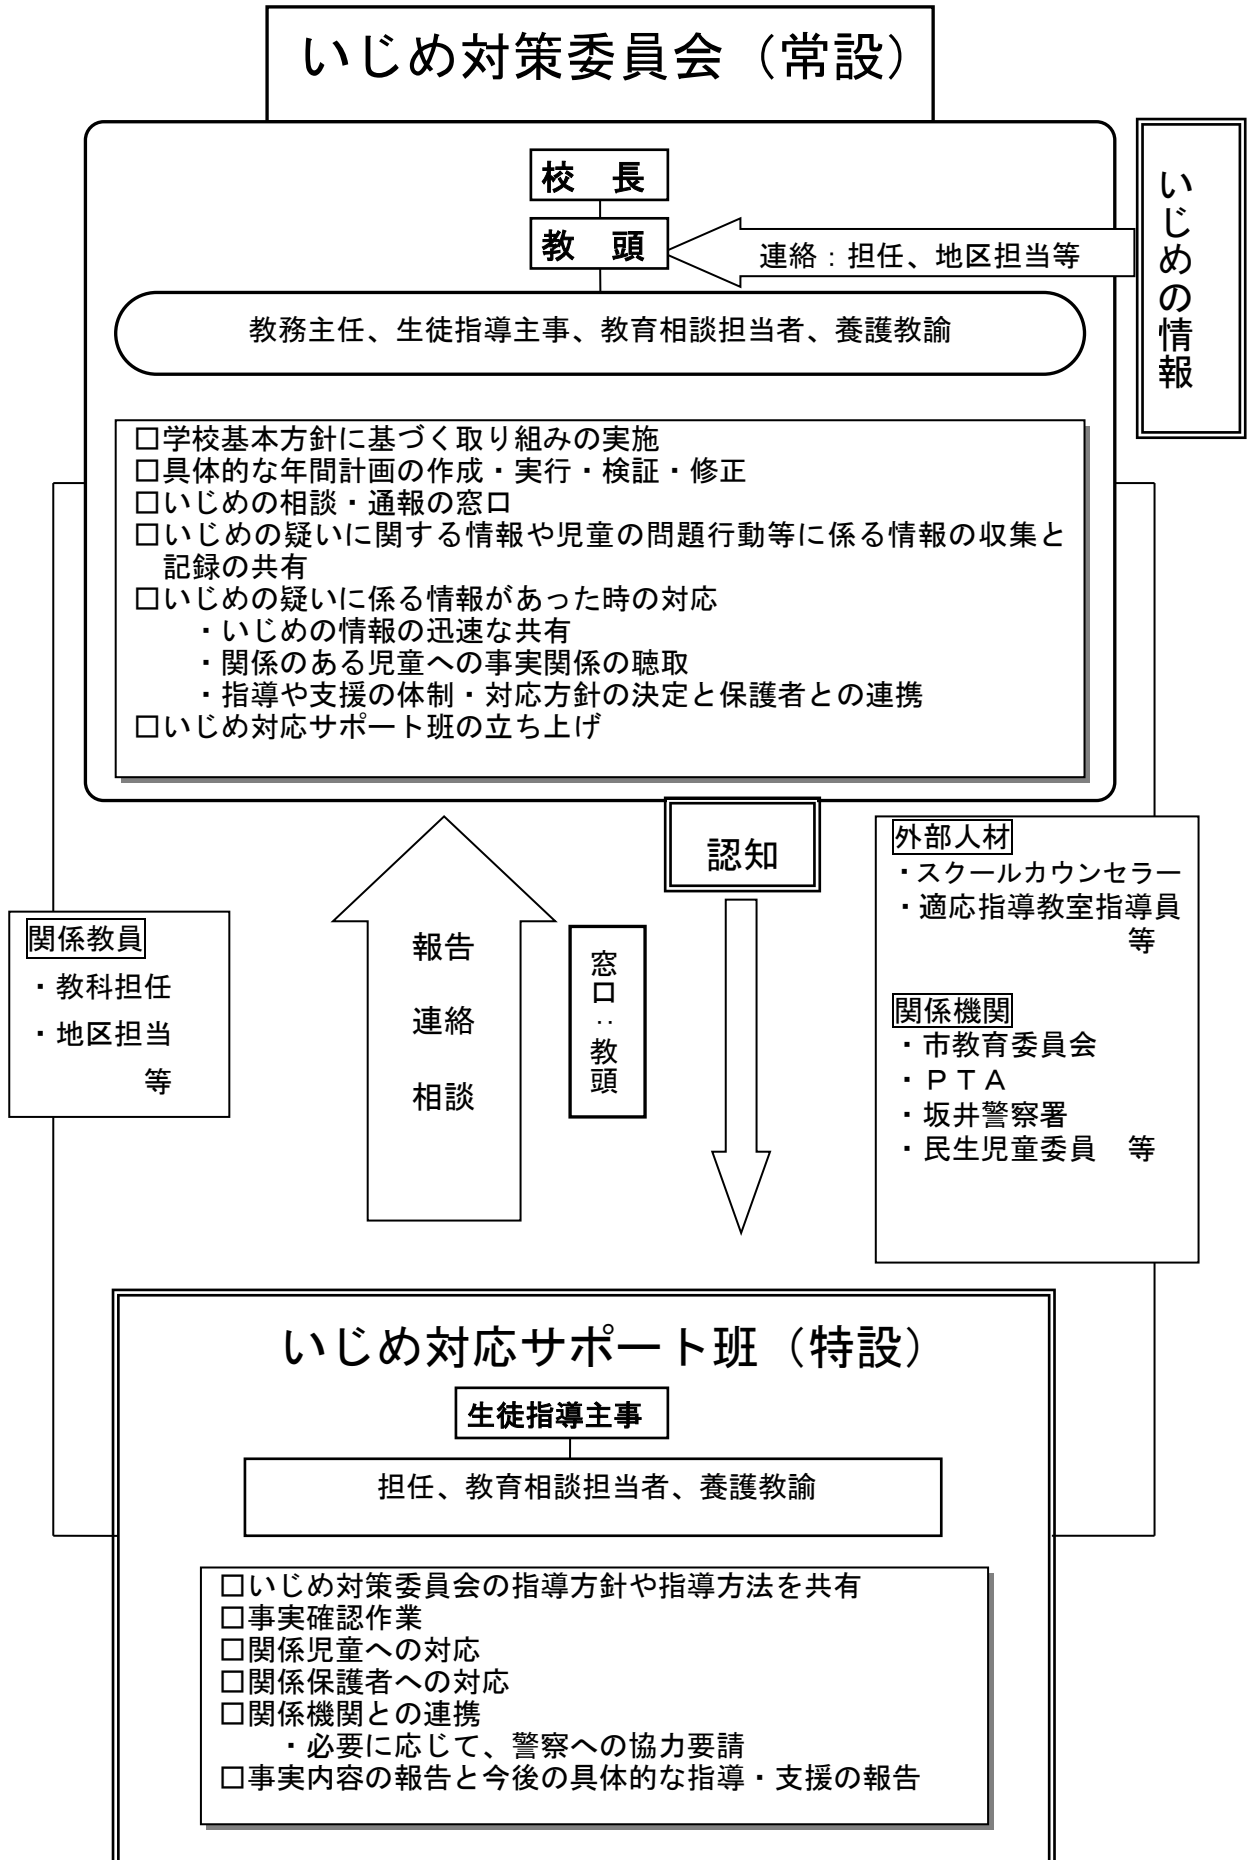 いじめ対策委員会（常設）
校　長
教　頭
連絡：担任、地区担当等
いじめの情報
教務主任、生徒指導主事、教育相談担当者、養護教諭
□学校基本方針に基づく取り組みの実施
□具体的な年間計画の作成・実行・検証・修正
□いじめの相談・通報の窓口
□いじめの疑いに関する情報や児童の問題行動等に係る情報の収集と
記録の共有
□いじめの疑いに係る情報があった時の対応
・いじめの情報の迅速な共有
・関係のある児童への事実関係の聴取
・指導や支援の体制・対応方針の決定と保護者との連携
□いじめ対応サポート班の立ち上げ
認知
関係教員
・教科担任
・地区担当
等
報告
連絡
相談
窓口：教頭
外部人材
・スクールカウンセラー
・適応指導教室指導員
等
関係機関
・市教育委員会
・ＰＴＡ
・坂井警察署
・民生児童委員　等
いじめ対応サポート班（特設）
生徒指導主事
担任、教育相談担当者、養護教諭
□いじめ対策委員会の指導方針や指導方法を共有
□事実確認作業
□関係児童への対応
□関係保護者への対応
□関係機関との連携
・必要に応じて、警察への協力要請
□事実内容の報告と今後の具体的な指導・支援の報告